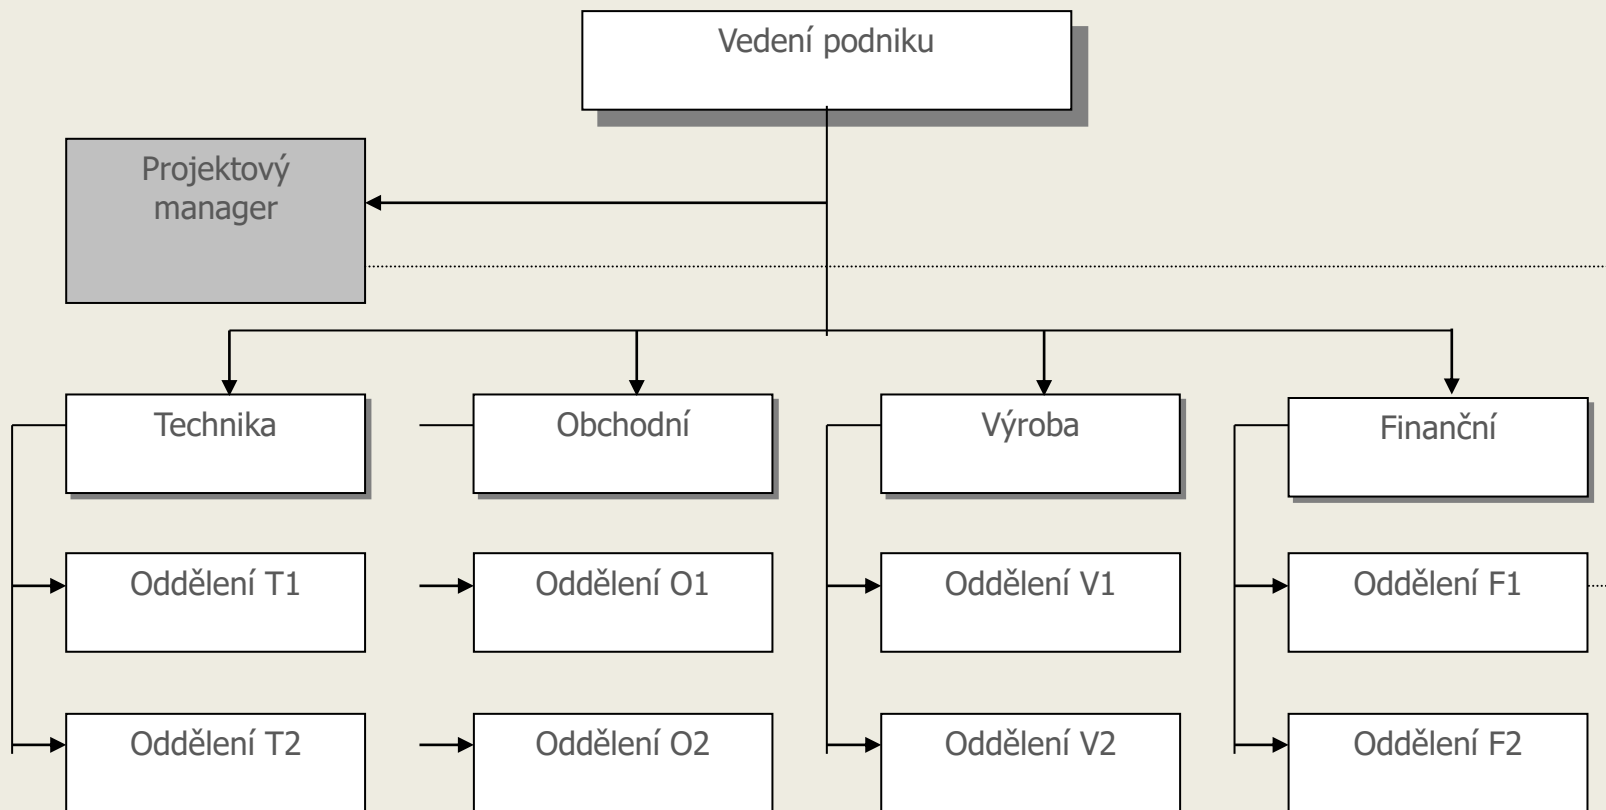 Vedení podniku
Projektový
manager
Technika
Obchodní
Výroba
Finanční
Oddělení T1
Oddělení O1
Oddělení V1
Oddělení F1
Oddělení T2
Oddělení O2
Oddělení V2
Oddělení F2